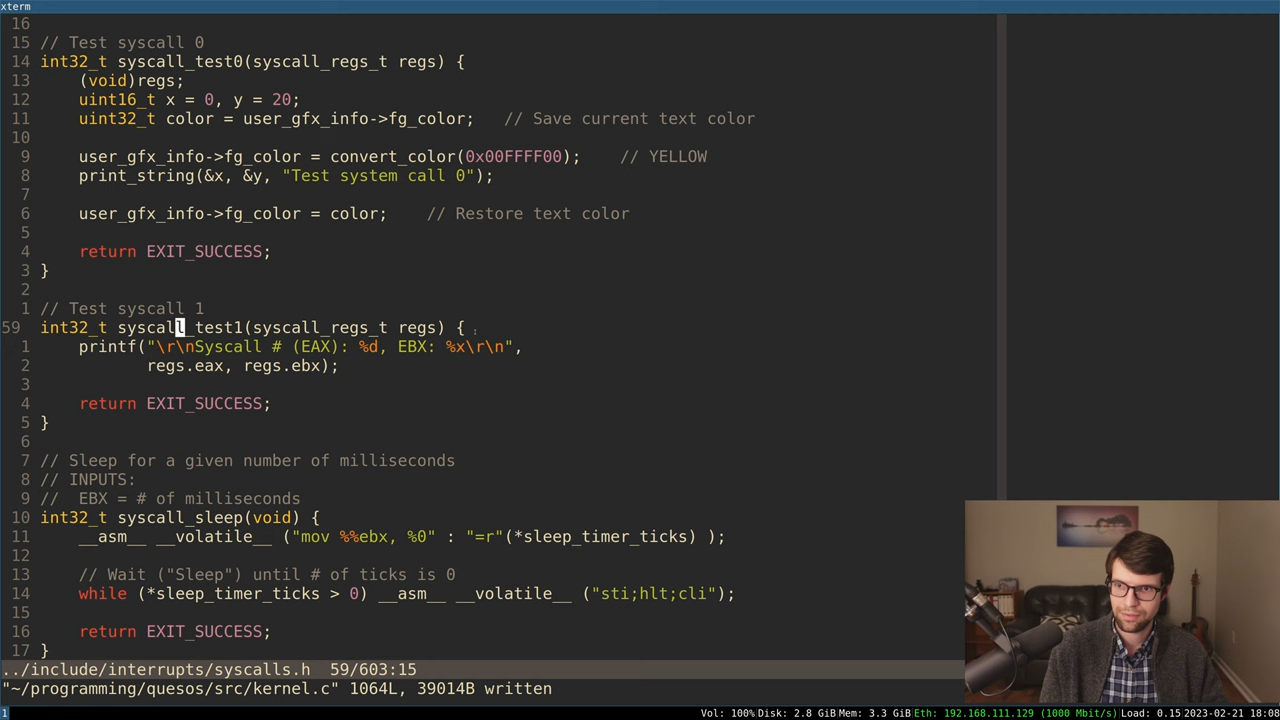 xterm
16
15 // Test syscall 0
14 int32_t syscall_test0(syscall_regs_t regs) {
13     (void)regs;
12     uint16_t x = 0, y = 20;
11     uint32_t color = user_gfx_info->fg_color;   // Save current text color
10
9     user_gfx_info->fg_color = convert_color(0x00FFFF00);    // YELLOW
8     print_string(&x, &y, "Test system call 0");
7
6     user_gfx_info->fg_color = color;    // Restore text color
5
4     return EXIT_SUCCESS;
3 }
2
1 // Test syscall 1
59 int32_t syscall_test1(syscall_regs_t regs) {
1     printf("\r\nSyscall # (EAX): %d, EBX: %x\r\n",
2            regs.eax, regs.ebx);
3
4     return EXIT_SUCCESS;
5 }
6
7 // Sleep for a given number of milliseconds
8 // INPUTS:
9 //  EBX = # of milliseconds
10 int32_t syscall_sleep(void) {
11     __asm__ __volatile__ ("mov %%ebx, %0" : "=r"(*sleep_timer_ticks) );
12
13     // Wait ("Sleep") until # of ticks is 0
14     while (*sleep_timer_ticks > 0) __asm__ __volatile__ ("sti;hlt;cli");
15
16     return EXIT_SUCCESS;
17 }
../include/interrupts/syscalls.h  59/603:15
"~/programming/quesos/src/kernel.c" 1064L, 39014B written
1 Vol: 100% Disk: 2.8 GiB Mem: 3.3 GiB Eth: 192.168.111.129 (1000 Mbit/s) Load: 0.15 2023-02-21 18:08